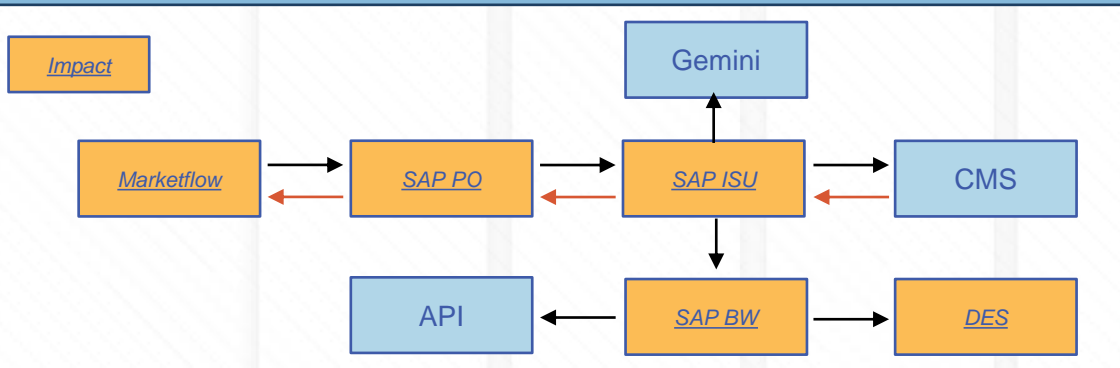 Impact
Gemini
Marketflow
SAP PO
SAP ISU
CMS
API
SAP BW
DES